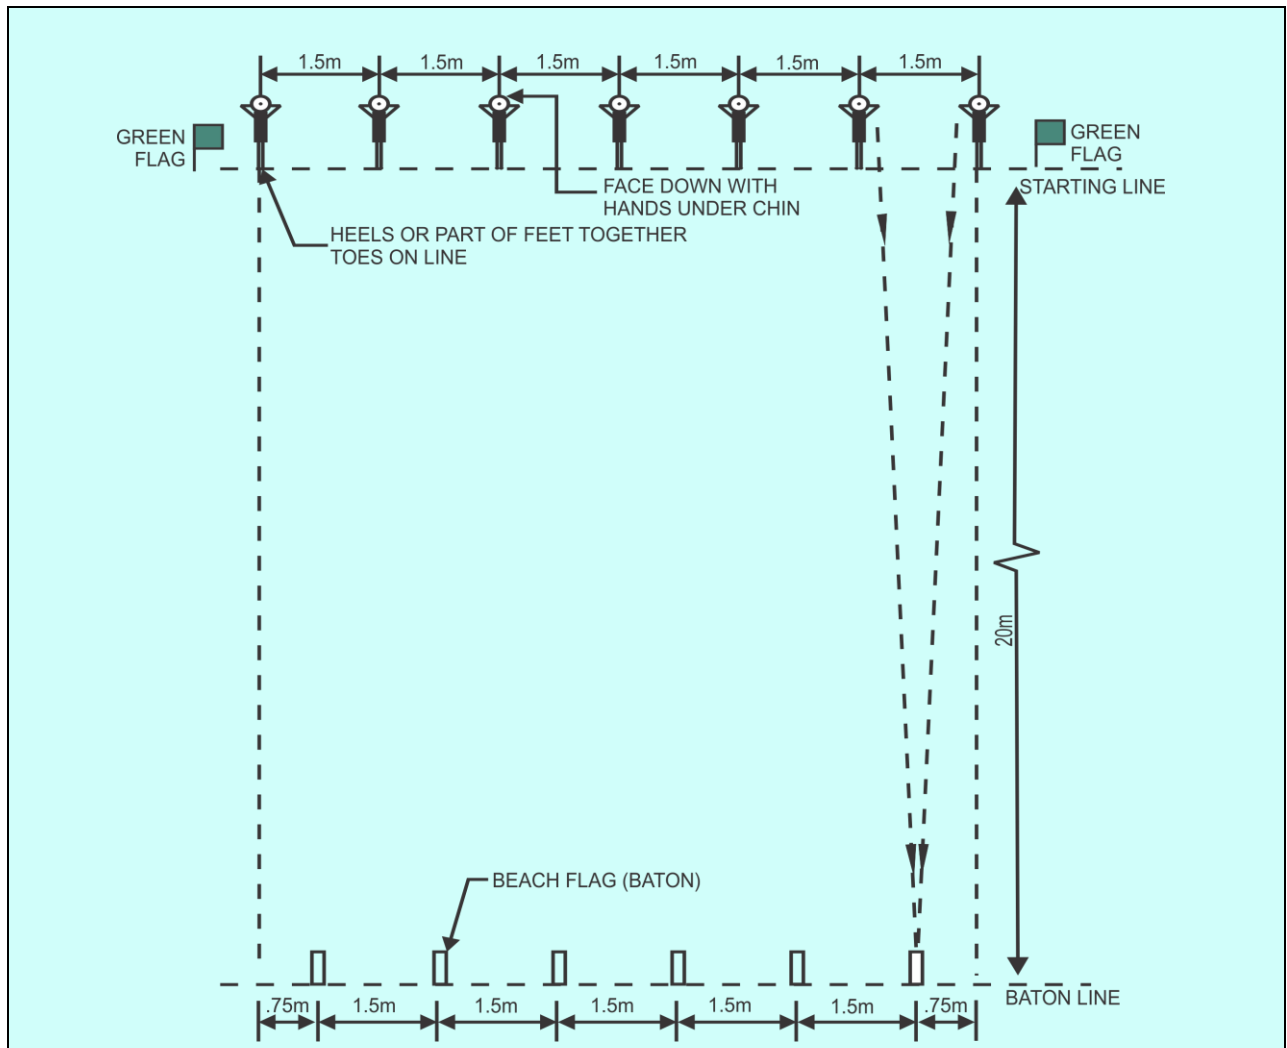 1.5m 1.5m 1.5m 1.5m 1.5m 1.5m
GREEN
FLAG
GREEN
FLAG
FACE DOWN WITH
HANDS UNDER CHIN
STARTING LINE
HEELS OR PART OF FEET TOGETHER
TOES ON LINE
20m
BEACH FLAG (BATON)
BATON LINE
.75m 1.5m 1.5m 1.5m 1.5m 1.5m .75m